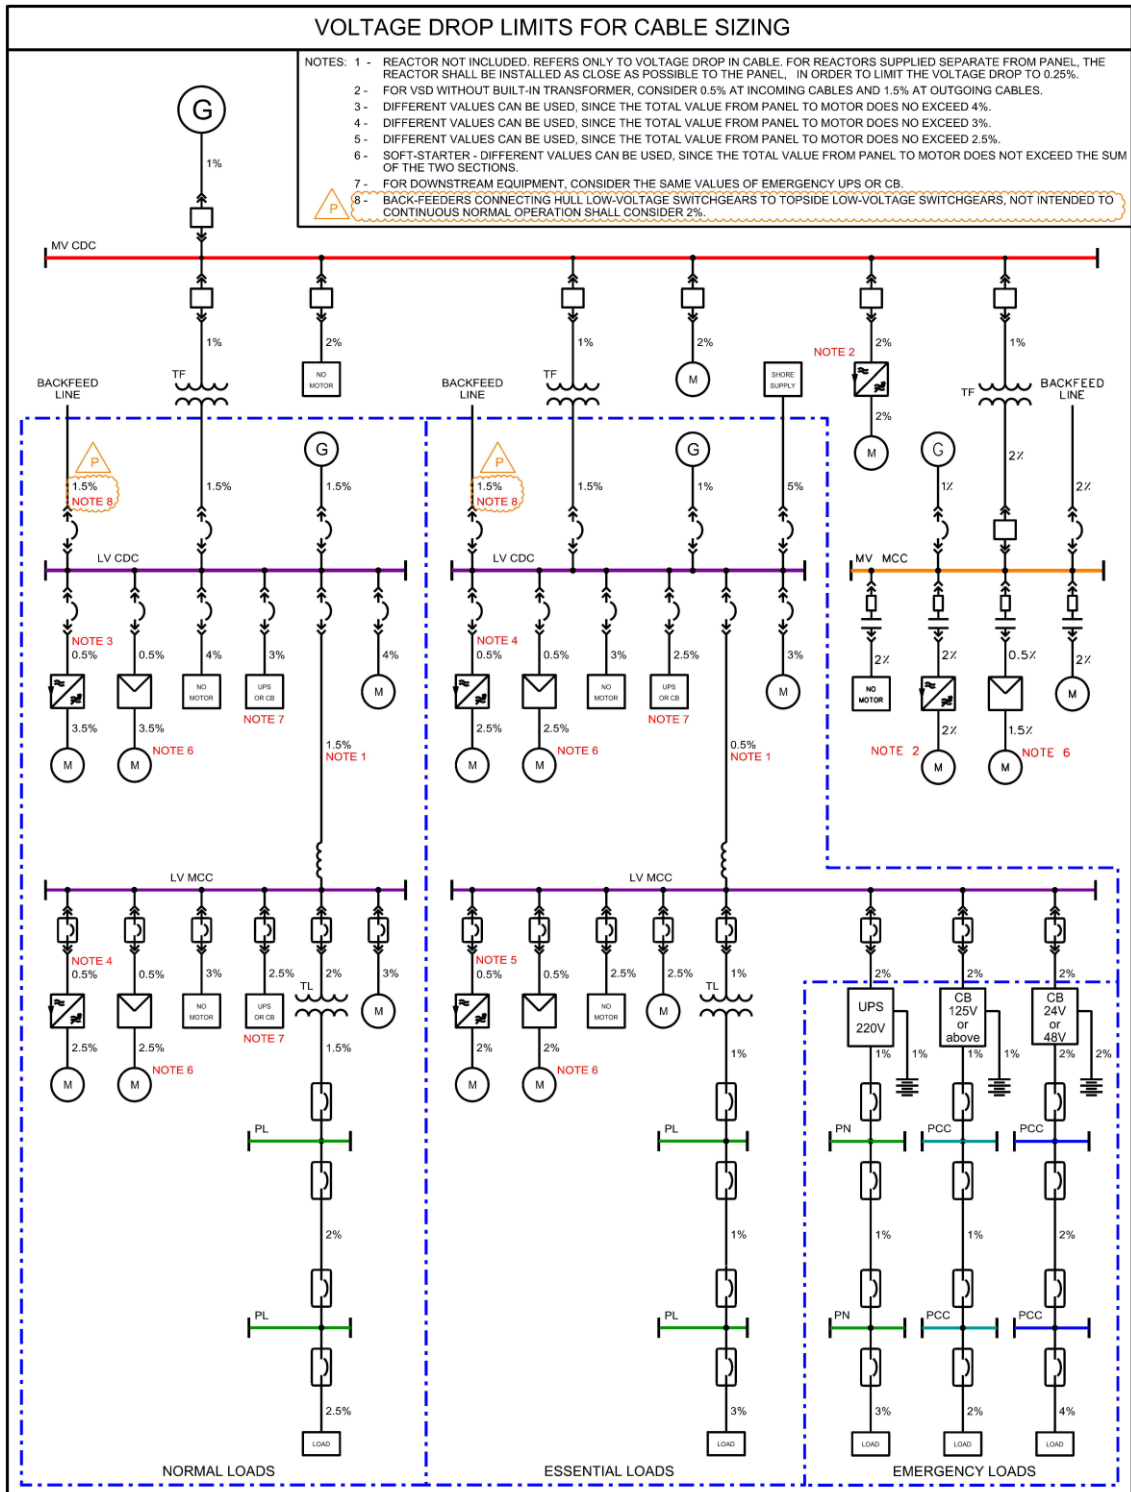 VOLTAGE DROP LIMITS FOR CABLE SIZING
NOTES: 1 - REACTOR NOT INCLUDED. REFERS ONLY TO VOLTAGE DROP IN CABLE. FOR REACTORS SUPPLIED SEPARATE FROM PANEL, THE
REACTOR SHALL BE INSTALLED AS CLOSE AS POSSIBLE TO THE PANEL, IN ORDER TO LIMIT THE VOLTAGE DROP TO 0.25%.
2 - FOR VSD WITHOUT BUILT-IN TRANSFORMER, CONSIDER 0.5% AT INCOMING CABLES AND 1.5% AT OUTGOING CABLES.
3 - DIFFERENT VALUES CAN BE USED, SINCE THE TOTAL VALUE FROM PANEL TO MOTOR DOES NO EXCEED 4%.
4 - DIFFERENT VALUES CAN BE USED, SINCE THE TOTAL VALUE FROM PANEL TO MOTOR DOES NO EXCEED 3%.
5 - DIFFERENT VALUES CAN BE USED, SINCE THE TOTAL VALUE FROM PANEL TO MOTOR DOES NO EXCEED 2.5%.
6 - SOFT-STARTER - DIFFERENT VALUES CAN BE USED, SINCE THE TOTAL VALUE FROM PANEL TO MOTOR DOES NOT EXCEED THE SUM
OF THE TWO SECTIONS.
7 - FOR DOWNSTREAM EQUIPMENT, CONSIDER THE SAME VALUES OF EMERGENCY UPS OR CB.
P 8 - BACK-FEEDERS CONNECTING HULL LOW-VOLTAGE SWITCHGEARS TO TOPSIDE LOW-VOLTAGE SWITCHGEARS, NOT INTENDED TO
CONTINUOUS NORMAL OPERATION SHALL CONSIDER 2%.
G
1%
MV CDC
1% 2% 1% 2% 2% 1%
NOTE 2
TF NO MOTOR TF M SHORE SUPPLY TF
2%
BACKFEED LINE BACKFEED LINE M BACKFEED LINE
P G P G G
1.5% 1.5% 1.5% 1.5% 1.5% 1% 5% 1% 2% 2%
NOTE 8 NOTE 8
LV CDC LV CDC MV MCC
NOTE 3 NOTE 4
0.5% 0.5% 4% 3% 4% 0.5% 0.5% 3% 2.5% 3% 2% 2% 0.5% 2%
NO MOTOR UPS OR CB M NO MOTOR UPS OR CB M NO MOTOR M
NOTE 7 NOTE 7
3.5% 3.5% 2.5% 2.5% 2% 1.5%
M M NOTE 6 M M NOTE 6 NOTE 2 M M NOTE 6
1.5% 0.5%
NOTE 1 NOTE 1
LV MCC LV MCC
NOTE 4 NOTE 5
0.5% 0.5% 3% 2.5% 2% 3% 0.5% 0.5% 2.5% 2.5% 1% 2% 2% 2%
NO MOTOR UPS OR CB TL M NO MOTOR M TL UPS 220V CB 125V or above CB 24V or 48V
NOTE 7
2.5% 2.5% 1.5% 2% 2% 1% 1% 1% 1% 1% 2% 2%
M M NOTE 6 M M NOTE 6
PL PL PN PCC PCC
2% 1% 1% 1% 2%
PL PL PN PCC PCC
2.5% 3% 3% 2% 4%
LOAD LOAD LOAD LOAD LOAD
NORMAL LOADS ESSENTIAL LOADS EMERGENCY LOADS